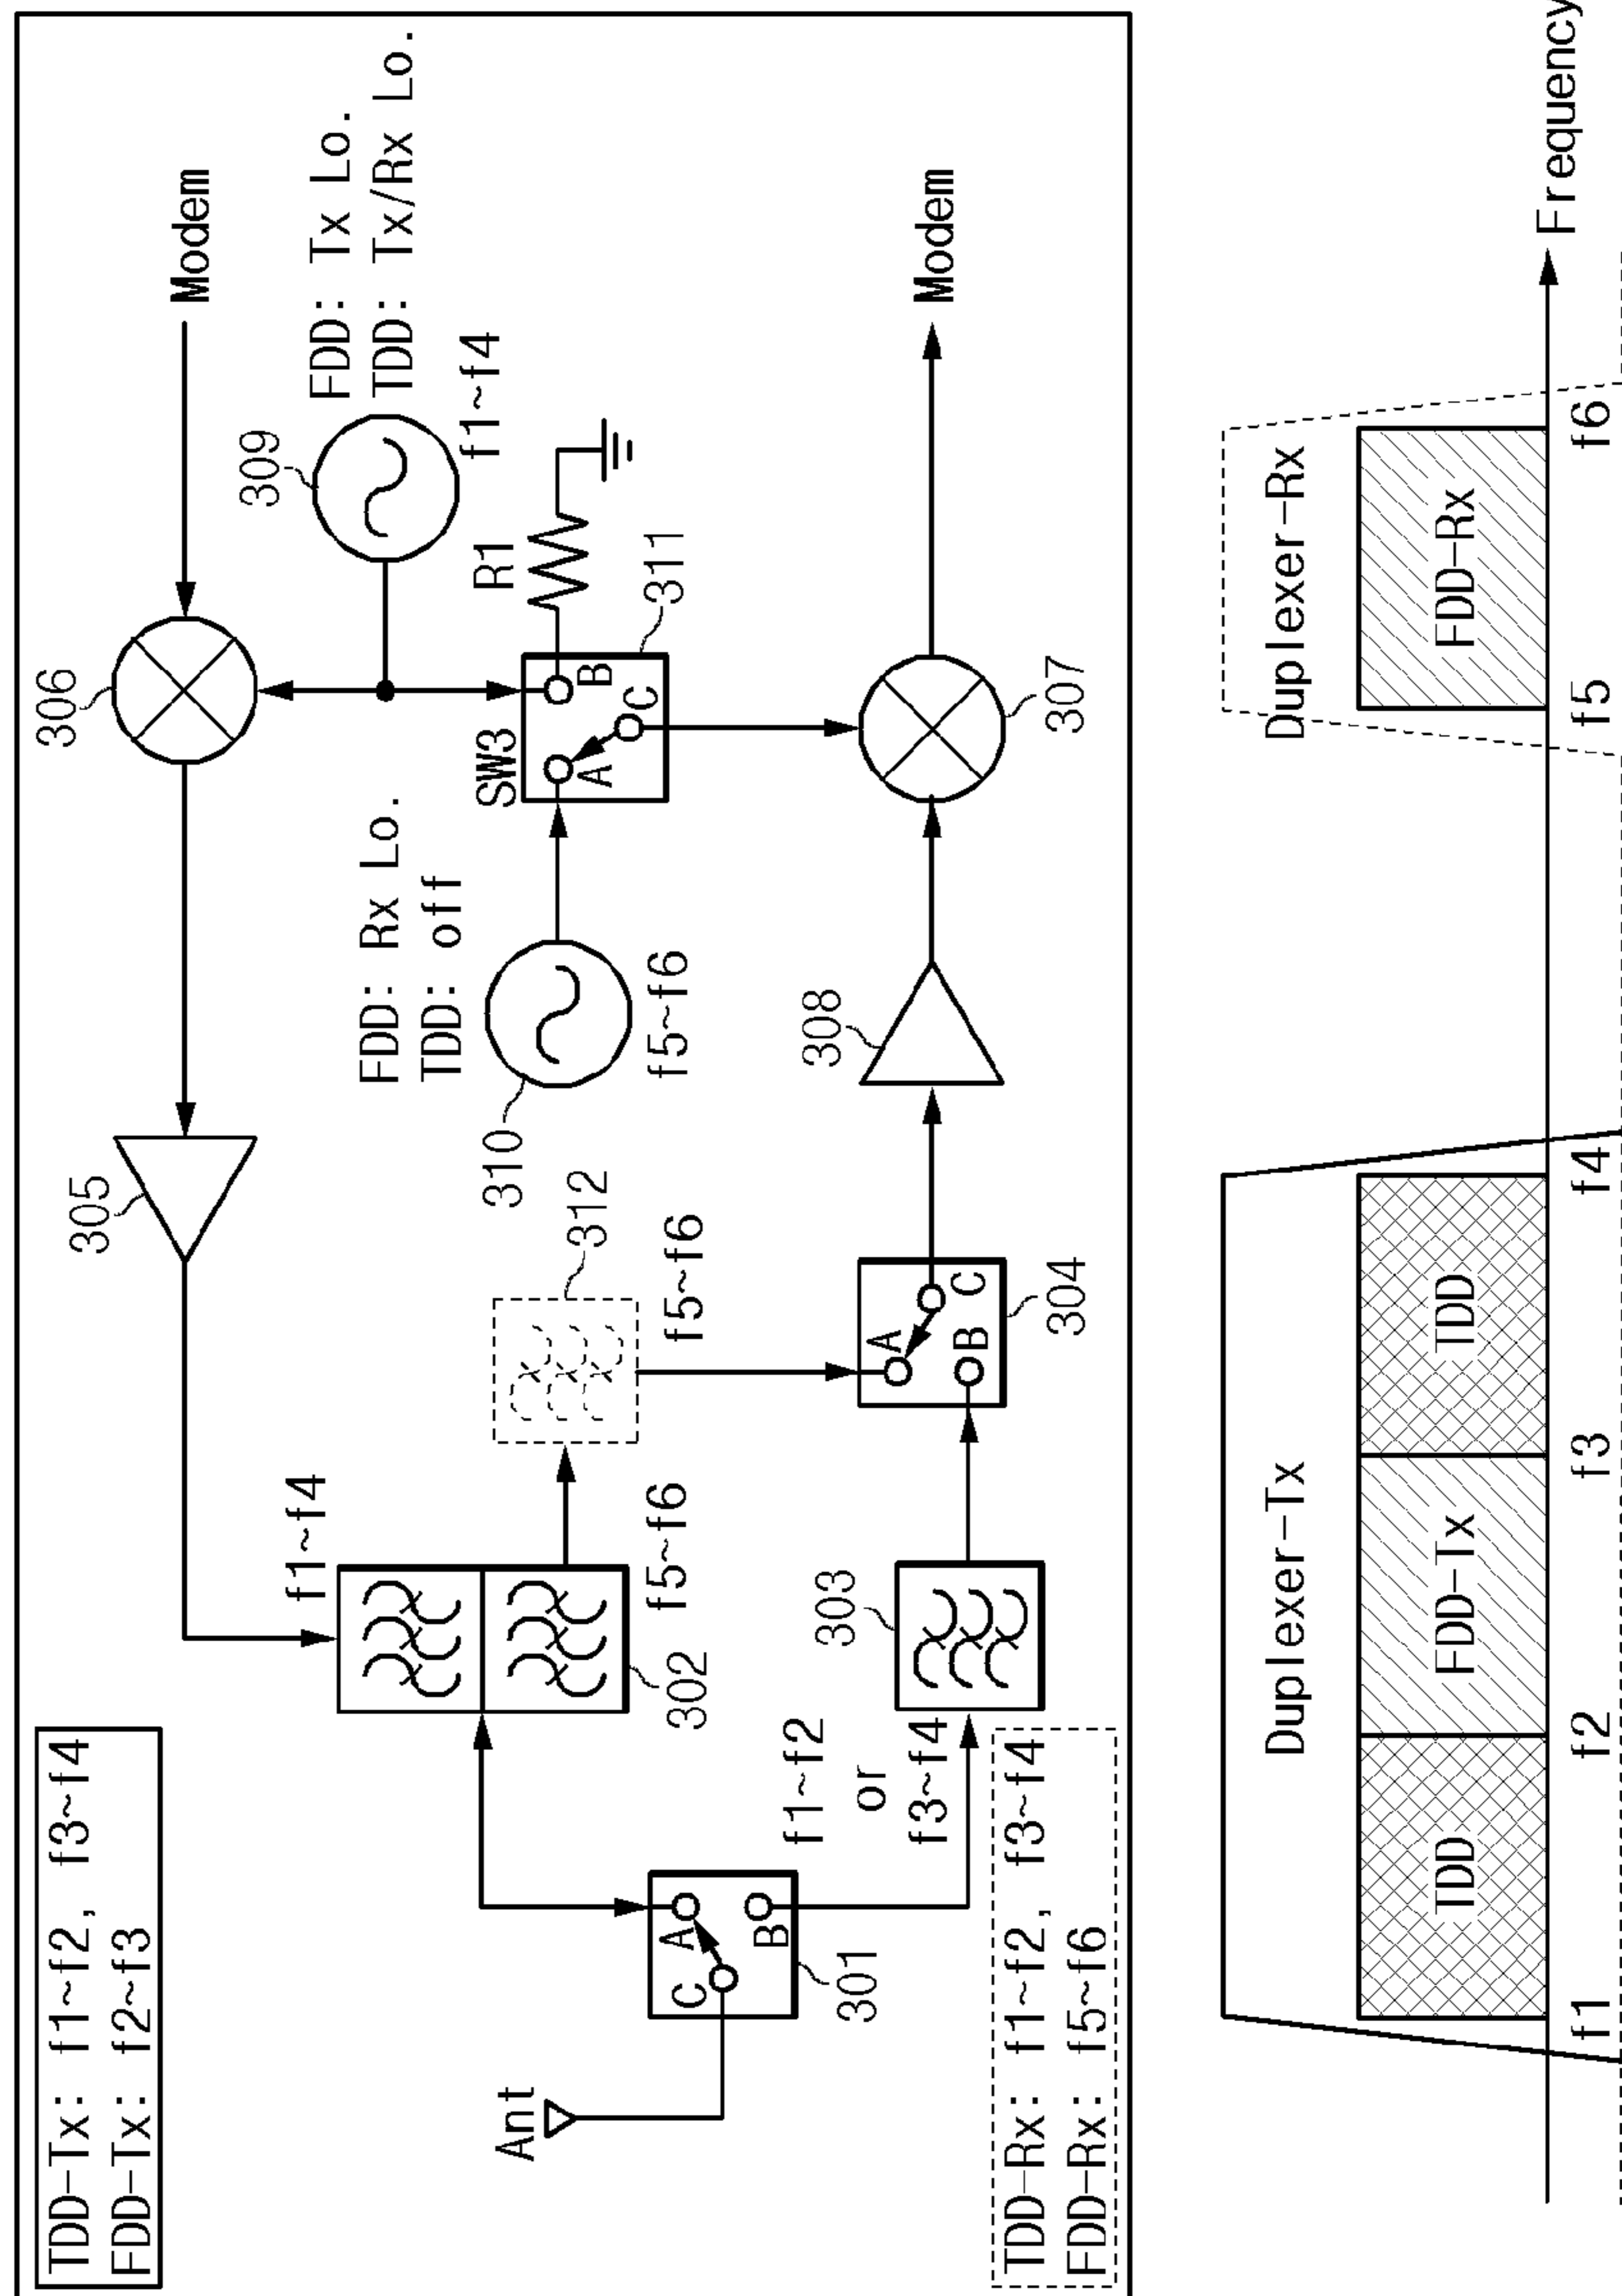 TDD-Tx: f1~f2, f3~f4
FDD-Tx: f2~f3
305
306
Modem
FDD: Tx Lo.
TDD: Tx/Rx Lo.
309
f1~f4
f1~f4
FDD: Rx Lo.
TDD: off
310
f5~f6
SW3
A
B
C
R1
311
312
f5~f6
302
f5~f6
Ant
C
A
B
301
f1~f2
or
f3~f4
303
A
B
C
304
308
307
Modem
TDD-Rx: f1~f2, f3~f4
FDD-Rx: f5~f6
Duplexer-Tx
Duplexer-Rx
TDD
FDD-Tx
TDD
FDD-Rx
f1
f2
f3
f4
f5
f6
Frequency